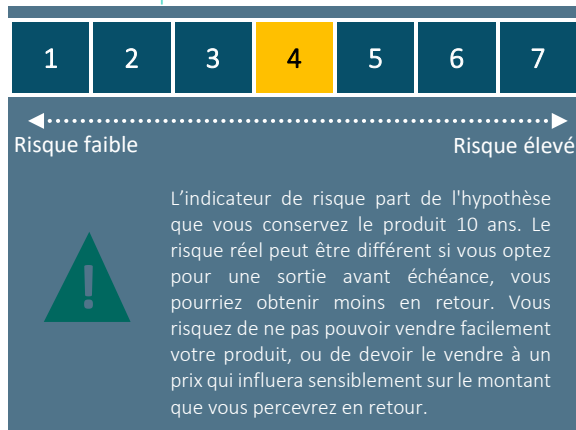 1 2 3 4 5 6 7
Risque faible Risque élevé
L’indicateur de risque part de l'hypothèse
que vous conservez le produit 10 ans. Le
risque réel peut être différent si vous optez
pour une sortie avant échéance, vous
pourriez obtenir moins en retour. Vous
risquez de ne pas pouvoir vendre facilement
votre produit, ou de devoir le vendre à un
prix qui influera sensiblement sur le montant
que vous percevrez en retour.
!